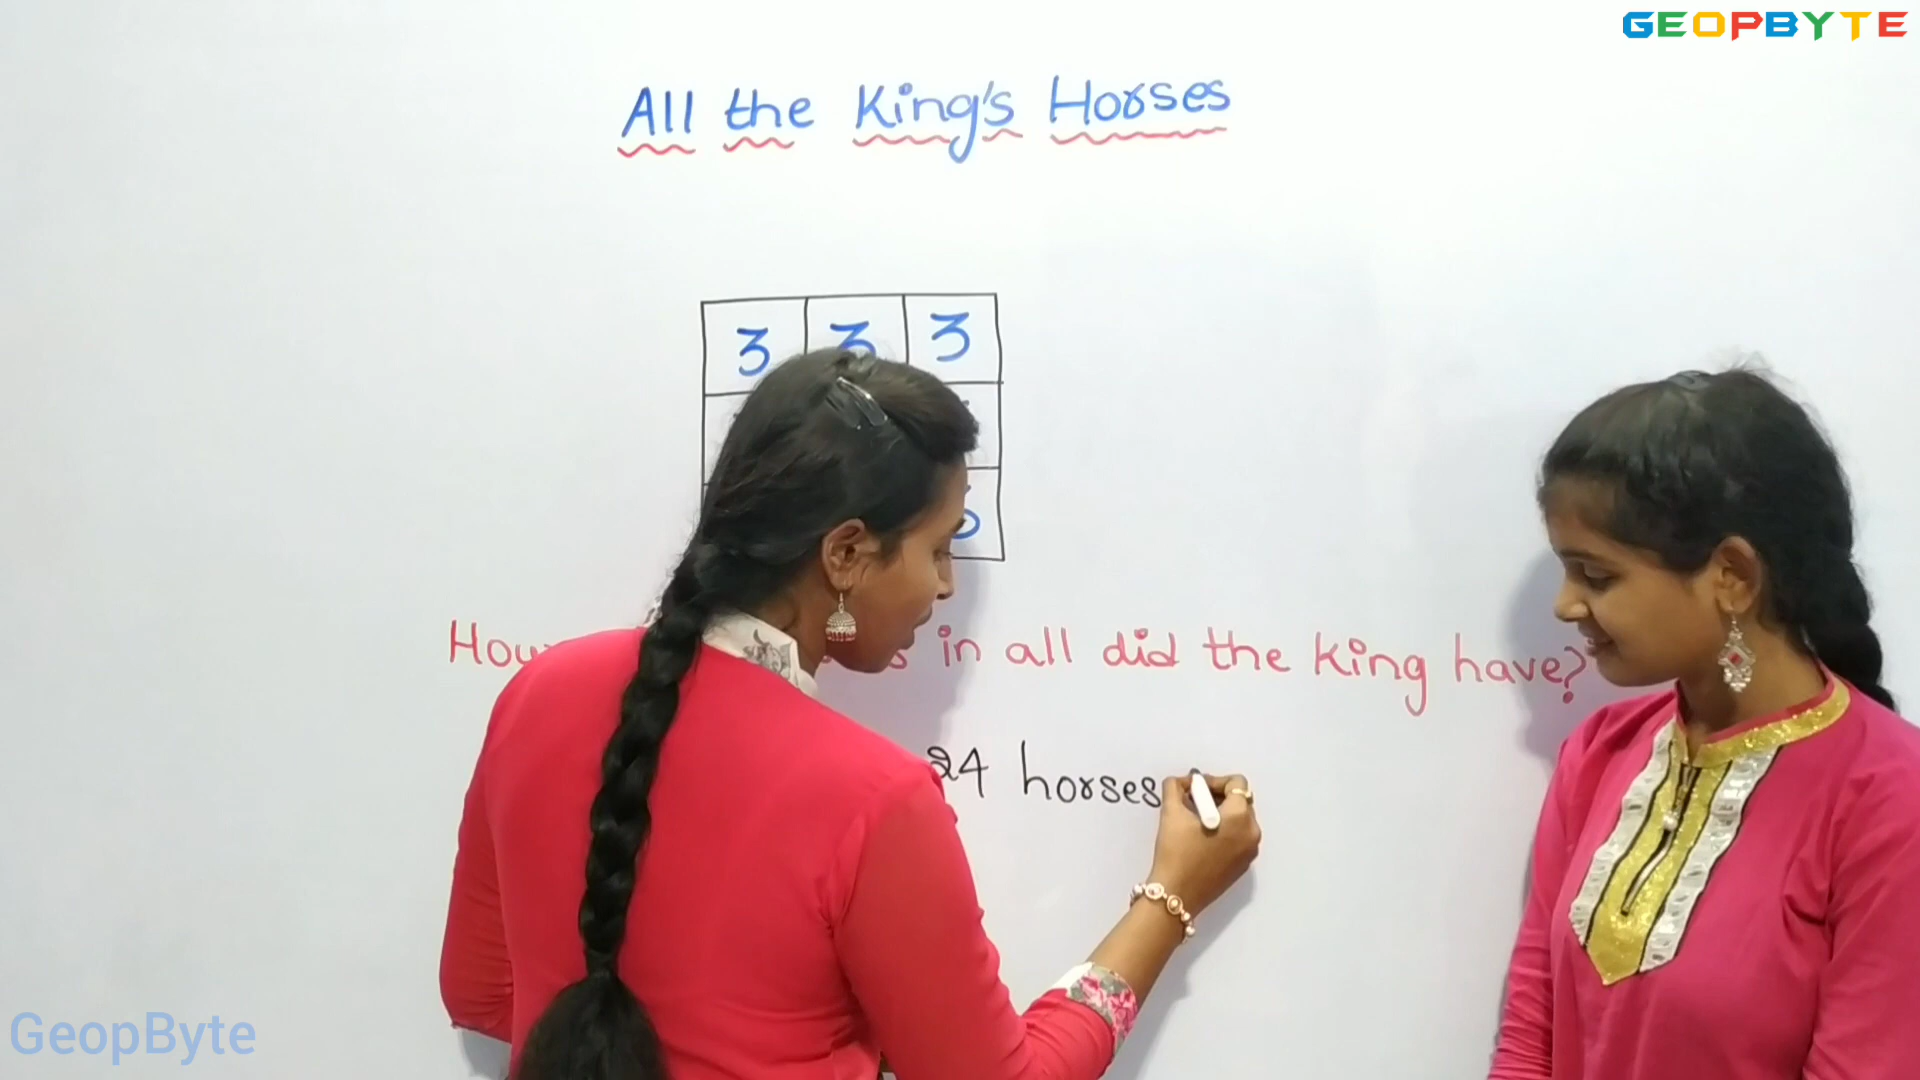 GEOPBYTE
All the King's Horses
3 3 3
in all did the king have?
24 horses
GeopByte